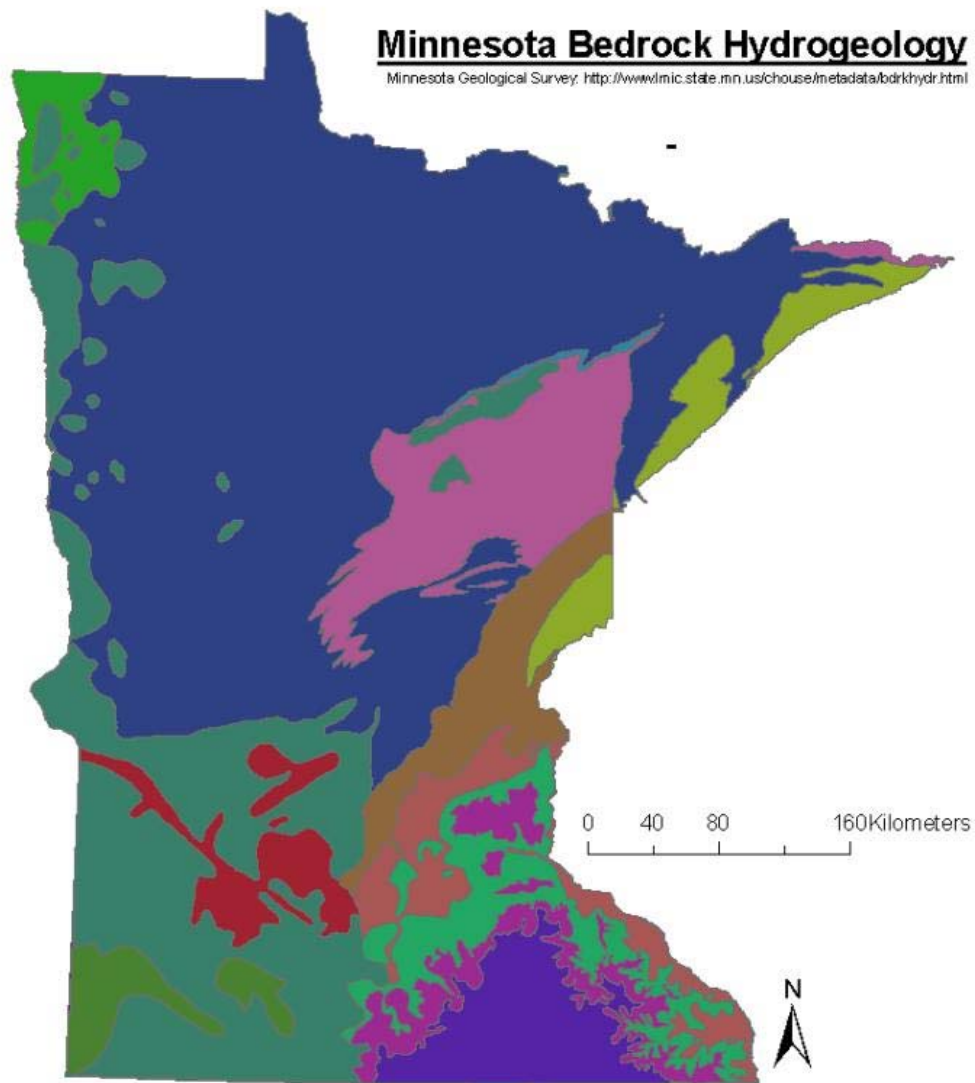 Minnesota Bedrock Hydrogeology
Minnesota Geological Survey: http://www.lmic.state.mn.us/chouse/metadata/bdrkhydr.html
0 40 80 160Kilometers
N